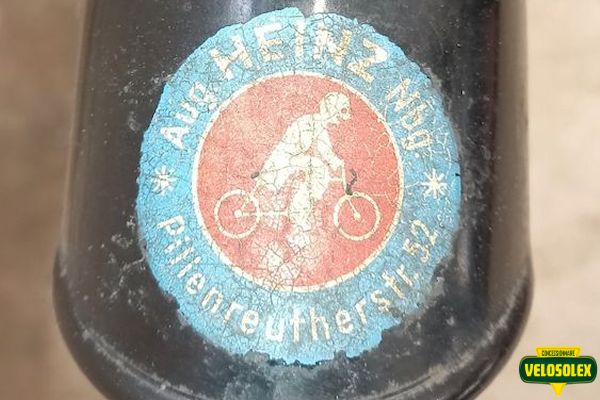 Aug. HEINZ Nbg.
Pillenreutherstr. 52
CONCESSIONNAIRE
VELOSOLEX